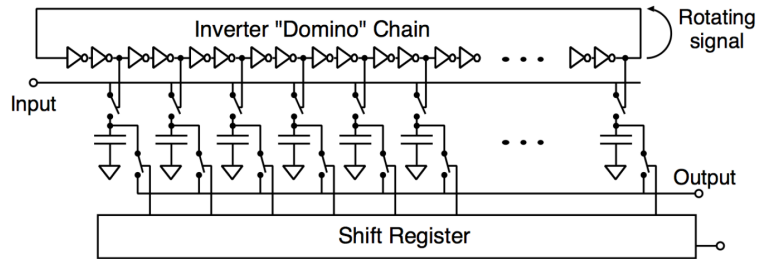 Inverter "Domino" Chain
Rotating
signal
Input
Output
Shift Register